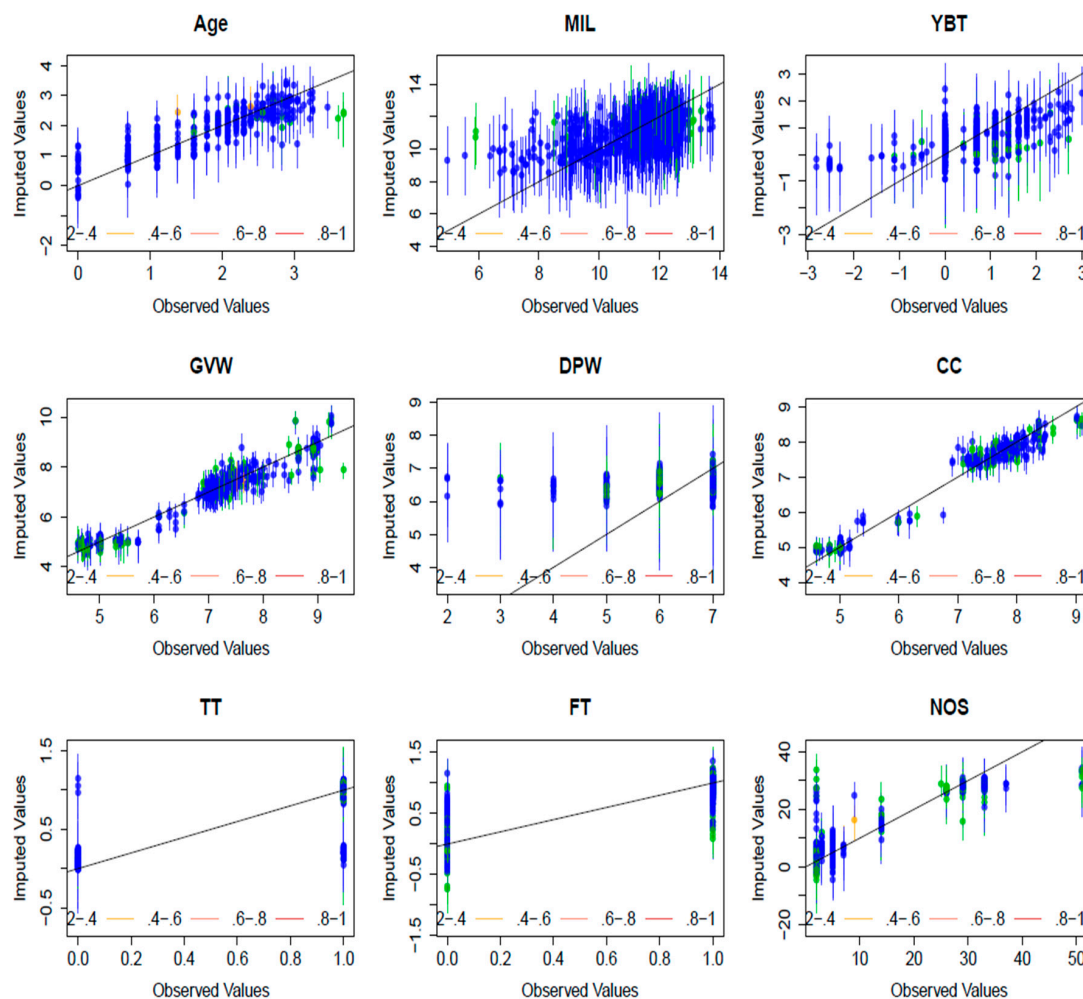 Age
Imputed Values
4
3
2
1
0
−2
2−.4 .4−.6 .6−.8 .8−1
0 1 2 3
Observed Values
MIL
Imputed Values
14
12
10
8
6
4
2−.4 .4−.6 .6−.8 .8−1
6 8 10 12 14
Observed Values
YBT
Imputed Values
3
2
1
−1
−3
2−.4 .4−.6 .6−.8 .8−1
−3 −2 −1 0 1 2 3
Observed Values
GVW
Imputed Values
10
8
6
4
2−.4 .4−.6 .6−.8 .8−1
5 6 7 8 9
Observed Values
DPW
Imputed Values
9
8
7
6
5
4
2−.4 .4−.6 .6−.8 .8−1
2 3 4 5 6 7
Observed Values
CC
Imputed Values
9
8
7
6
5
4
2−.4 .4−.6 .6−.8 .8−1
5 6 7 8 9
Observed Values
TT
Imputed Values
1.5
0.5
−0.5
2−.4 .4−.6 .6−.8 .8−1
0.0 0.2 0.4 0.6 0.8 1.0
Observed Values
FT
Imputed Values
1.5
0.5
−0.5
−1.5
2−.4 .4−.6 .6−.8 .8−1
0.0 0.2 0.4 0.6 0.8 1.0
Observed Values
NOS
Imputed Values
40
20
0
−20
2−.4 .4−.6 .6−.8 .8−1
10 20 30 40 50
Observed Values